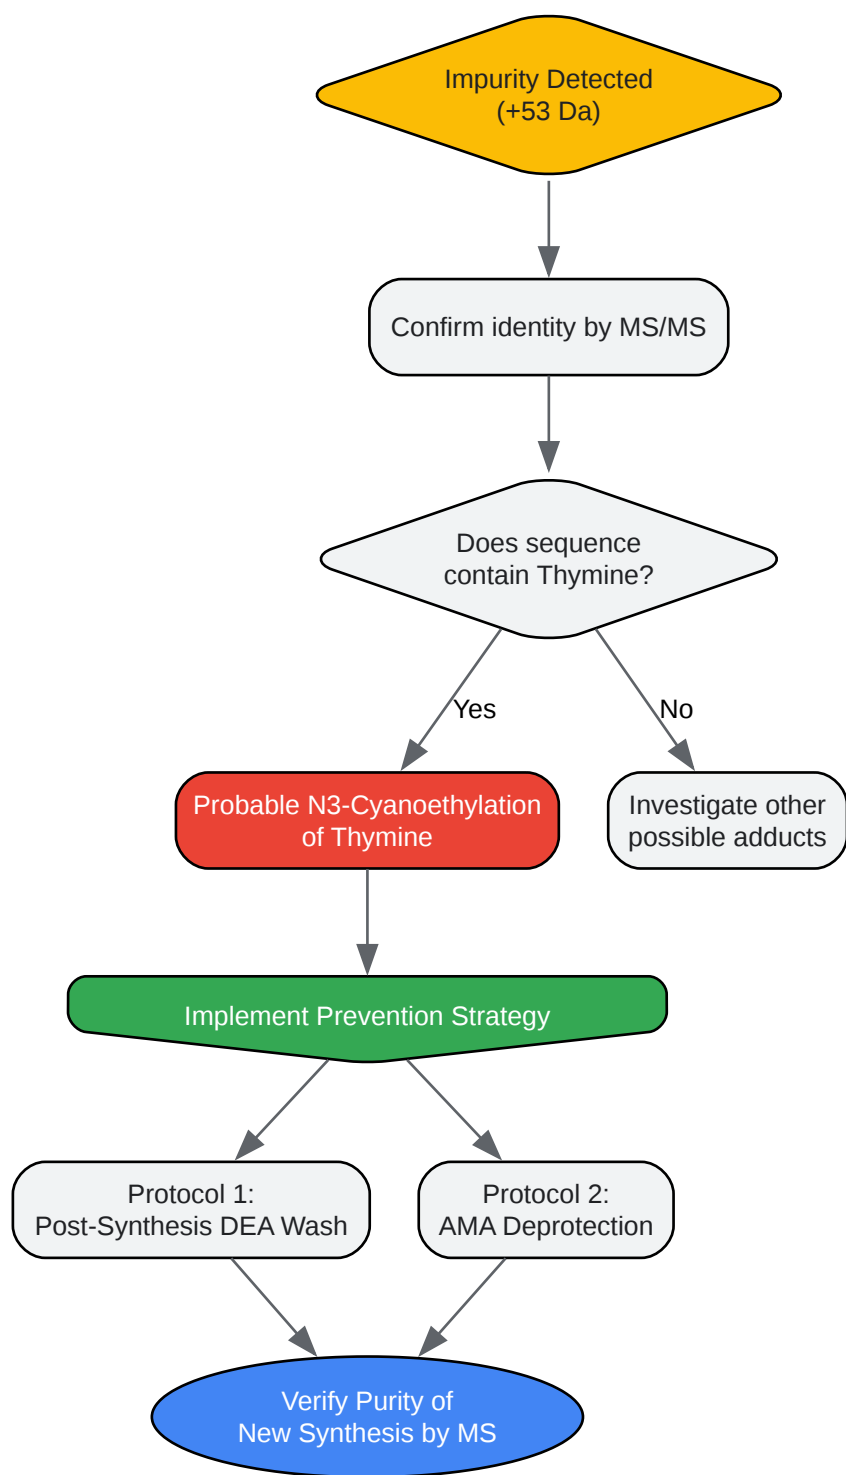 Impurity Detected
(+53 Da)
Confirm identity by MS/MS
Does sequence
contain Thymine?
Yes
No
Probable N3-Cyanoethylation
of Thymine
Investigate other
possible adducts
Implement Prevention Strategy
Protocol 1:
Post-Synthesis DEA Wash
Protocol 2:
AMA Deprotection
Verify Purity of
New Synthesis by MS